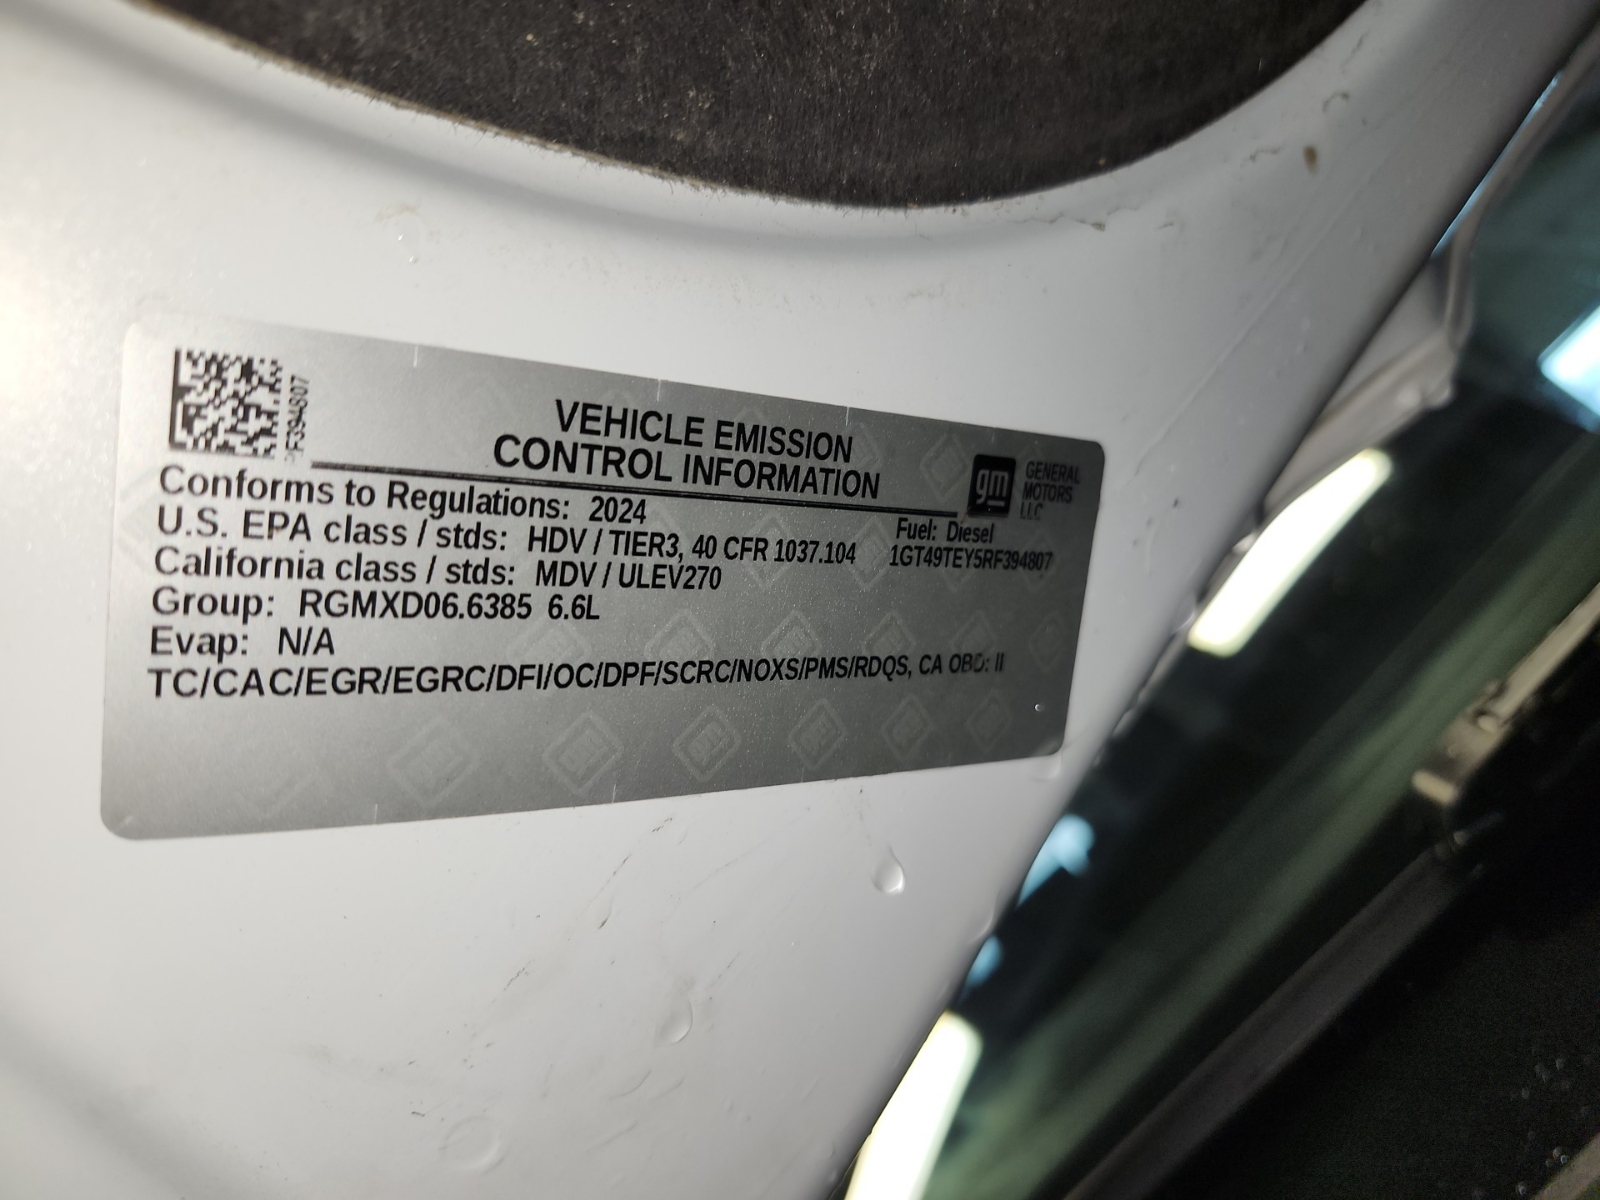 F394807
VEHICLE EMISSION
CONTROL INFORMATION
gm
GENERAL
MOTORS
LLC
Conforms to Regulations: 2024
Fuel: Diesel
U.S. EPA class / stds: HDV / TIER3, 40 CFR 1037.104 1GT49TEY5RF394807
California class / stds: MDV / ULEV270
Group: RGMXD06.6385 6.6L
Evap: N/A
TC/CAC/EGR/EGRC/DFI/OC/DPF/SCRC/NOXS/PMS/RDQS, CA OBD: II